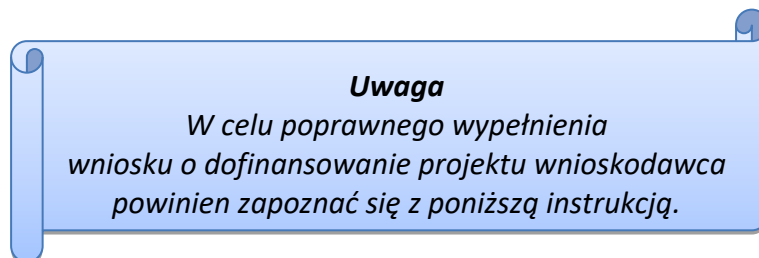 Uwaga
W celu poprawnego wypełnienia
wniosku o dofinansowanie projektu wnioskodawca
powinien zapoznać się z poniższą instrukcją.